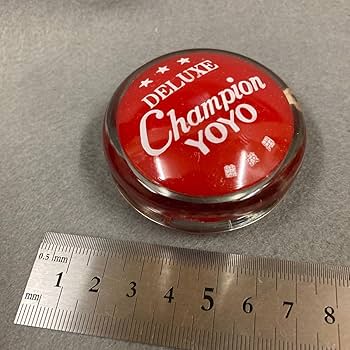 ★★★
DELUXE
Champion
YOYO
0.5 mm
mm 1 2 3 4 5 6 7 8